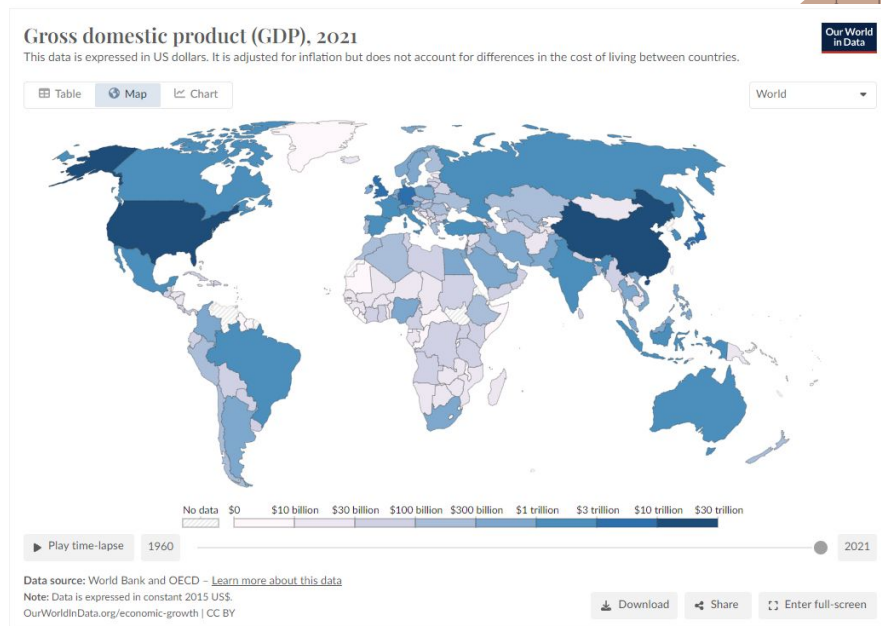 Gross domestic product (GDP), 2021
This data is expressed in US dollars. It is adjusted for inflation but does not account for differences in the cost of living between countries.
Our World
in Data
Table
Map
Chart
World
No data
$0
$10 billion
$30 billion
$100 billion
$300 billion
$1 trillion
$3 trillion
$10 trillion
$30 trillion
Play time-lapse
1960
2021
Data source: World Bank and OECD – Learn more about this data
Note: Data is expressed in constant 2015 US$.
OurWorldInData.org/economic-growth | CC BY
Download
Share
Enter full-screen